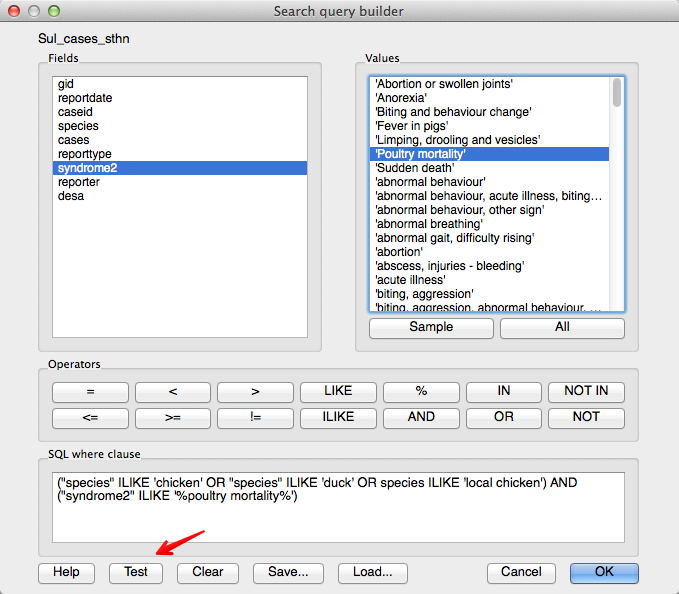 Search query builder
Sul_cases_sthn
Fields
gid
reportdate
caseid
species
cases
reporttype
syndrome2
reporter
desa
Values
'Abortion or swollen joints'
'Anorexia'
'Biting and behaviour change'
'Fever in pigs'
'Limping, drooling and vesicles'
'Poultry mortality'
'Sudden death'
'abnormal behaviour'
'abnormal behaviour, acute illness, biting...
'abnormal behaviour, other sign'
'abnormal breathing'
'abnormal gait, difficulty rising'
'abortion'
'abscess, injuries - bleeding'
'acute illness'
'biting, aggression'
'biting, aggression, abnormal behaviour, ...
Sample All
Operators
= < > LIKE % IN NOT IN
<= >= != ILIKE AND OR NOT
SQL where clause
("species" ILIKE 'chicken' OR "species" ILIKE 'duck' OR species ILIKE 'local chicken') AND
("syndrome2" ILIKE '%poultry mortality%')
Help Test Clear Save... Load... Cancel OK